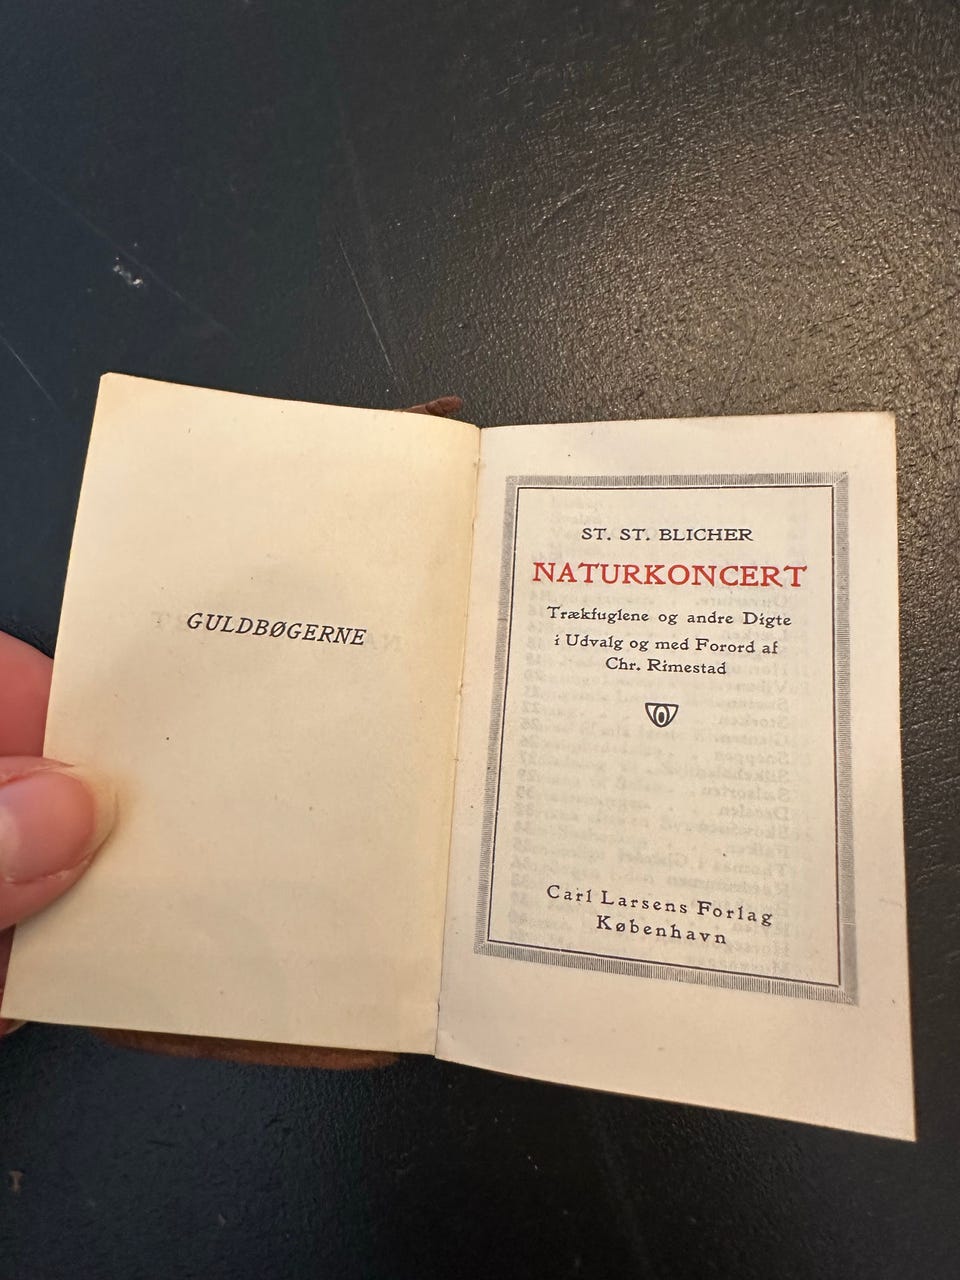 GULDBØGERNE
ST. ST. BLICHER
NATURKONCERT
Trækfuglene og andre Digte
i Udvalg og med Forord af
Chr. Rimestad
Carl Larsens Forlag
København